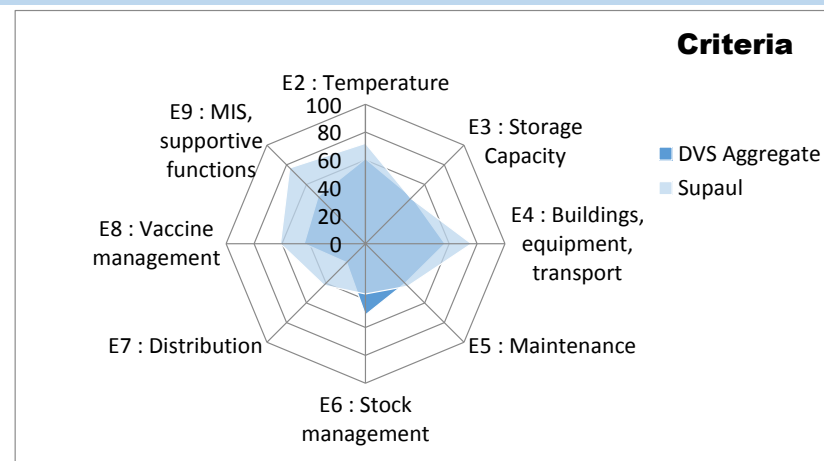 Criteria
E2 : Temperature
100
80
60
40
20
0
E3 : Storage
Capacity
E4 : Buildings,
equipment,
transport
E5 : Maintenance
E6 : Stock
management
E7 : Distribution
E8 : Vaccine
management
E9 : MIS,
supportive
functions
DVS Aggregate
Supaul